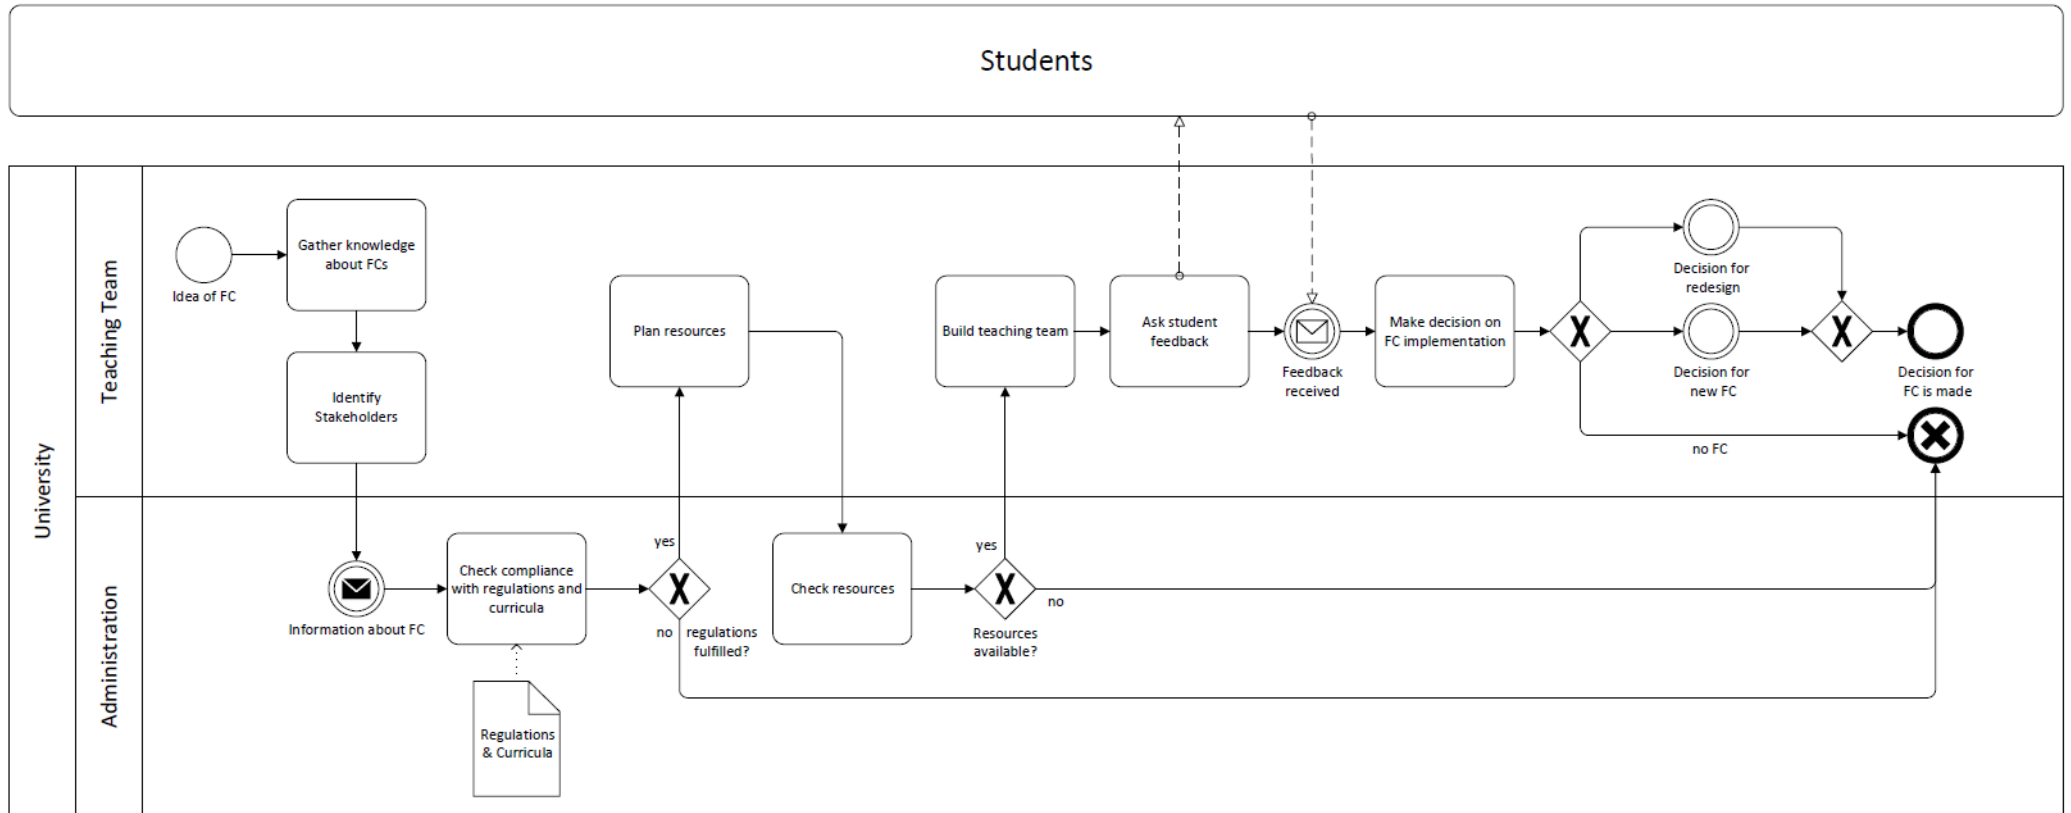 Students
University
Teaching Team
Administration
Idea of FC
Gather knowledge
about FCs
Identify
Stakeholders
Information about FC
Check compliance
with regulations and
curricula
Regulations
& Curricula
yes
no
regulations
fulfilled?
Plan resources
Check resources
yes
no
Resources
available?
Build teaching team
Ask student
feedback
Feedback
received
Make decision on
FC implementation
Decision for
redesign
Decision for
new FC
no FC
Decision for
FC is made